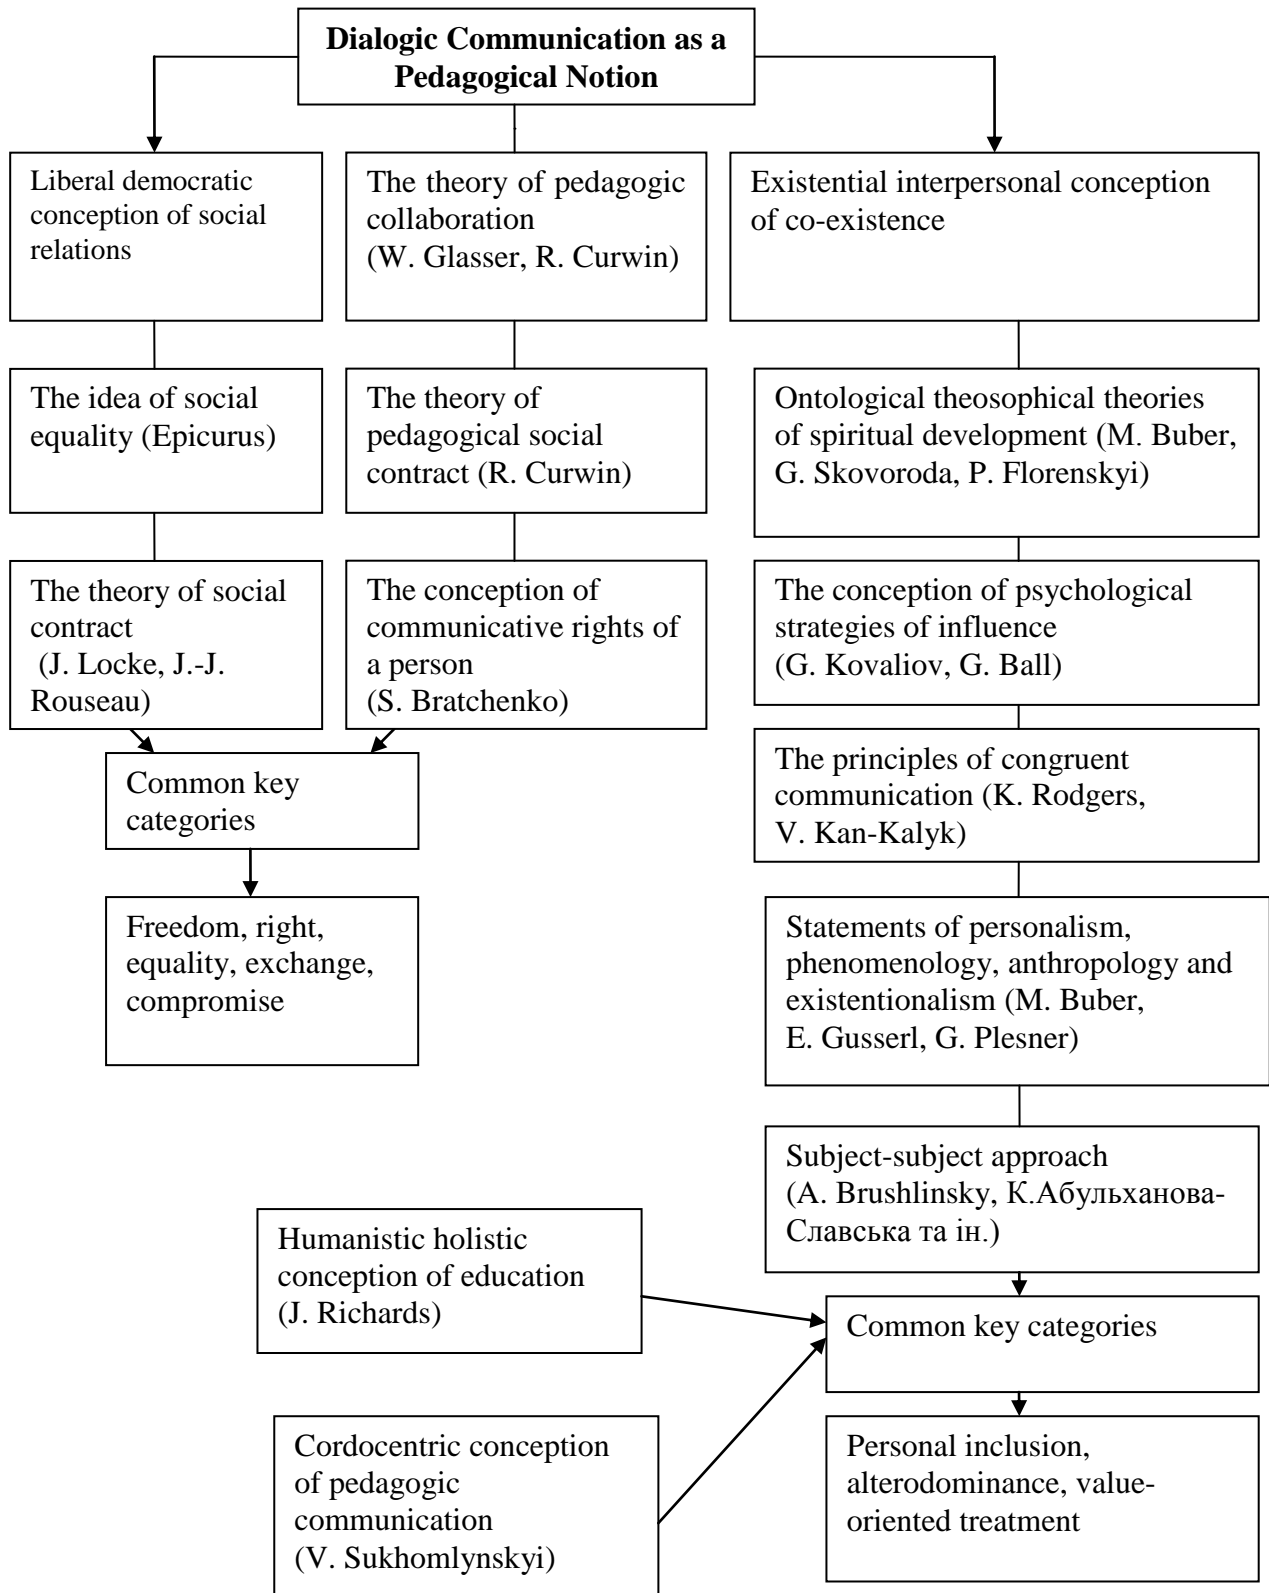 Dialogic Communication as a
Pedagogical Notion
Liberal democratic
conception of social
relations
The theory of pedagogic
collaboration
(W. Glasser, R. Curwin)
Existential interpersonal conception
of co-existence
The idea of social
equality (Epicurus)
The theory of
pedagogical social
contract (R. Curwin)
Ontological theosophical theories
of spiritual development (M. Buber,
G. Skovoroda, P. Florenskyi)
The theory of social
contract
(J. Locke, J.-J.
Rouseau)
The conception of
communicative rights of
a person
(S. Bratchenko)
The conception of psychological
strategies of influence
(G. Kovaliov, G. Ball)
Common key
categories
The principles of congruent
communication (K. Rodgers,
V. Kan-Kalyk)
Freedom, right,
equality, exchange,
compromise
Statements of personalism,
phenomenology, anthropology and
existentionalism (M. Buber,
E. Gusserl, G. Plesner)
Subject-subject approach
(A. Brushlinsky, К.Абульханова-
Славська та ін.)
Humanistic holistic
conception of education
(J. Richards)
Common key categories
Cordocentric conception
of pedagogic
communication
(V. Sukhomlynskyi)
Personal inclusion,
alterodominance, value-
oriented treatment